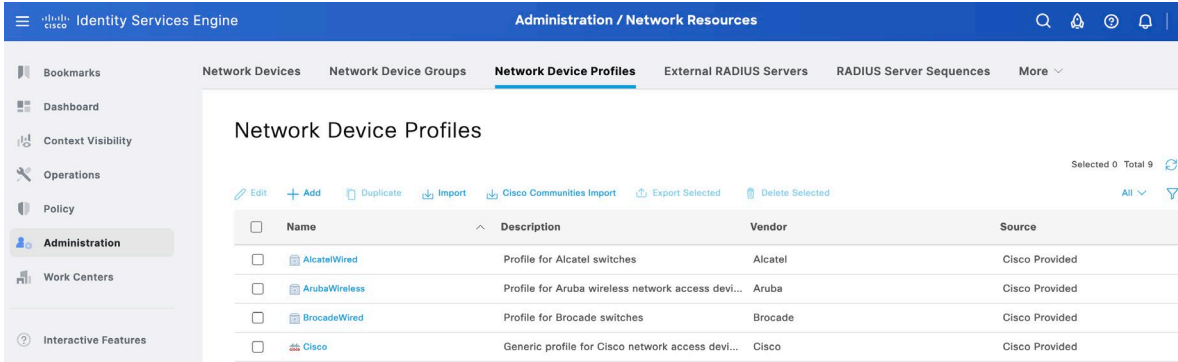 cisco Identity Services Engine
Administration / Network Resources
Bookmarks
Dashboard
Context Visibility
Operations
Policy
Administration
Work Centers
Interactive Features
Network Devices Network Device Groups Network Device Profiles External RADIUS Servers RADIUS Server Sequences More
Network Device Profiles
Selected 0 Total 9
Edit Add Duplicate Import Cisco Communities Import Export Selected Delete Selected All
Name Description Vendor Source
AlcatelWired Profile for Alcatel switches Alcatel Cisco Provided
ArubaWireless Profile for Aruba wireless network access devi... Aruba Cisco Provided
BrocadeWired Profile for Brocade switches Brocade Cisco Provided
Cisco Generic profile for Cisco network access devi... Cisco Cisco Provided